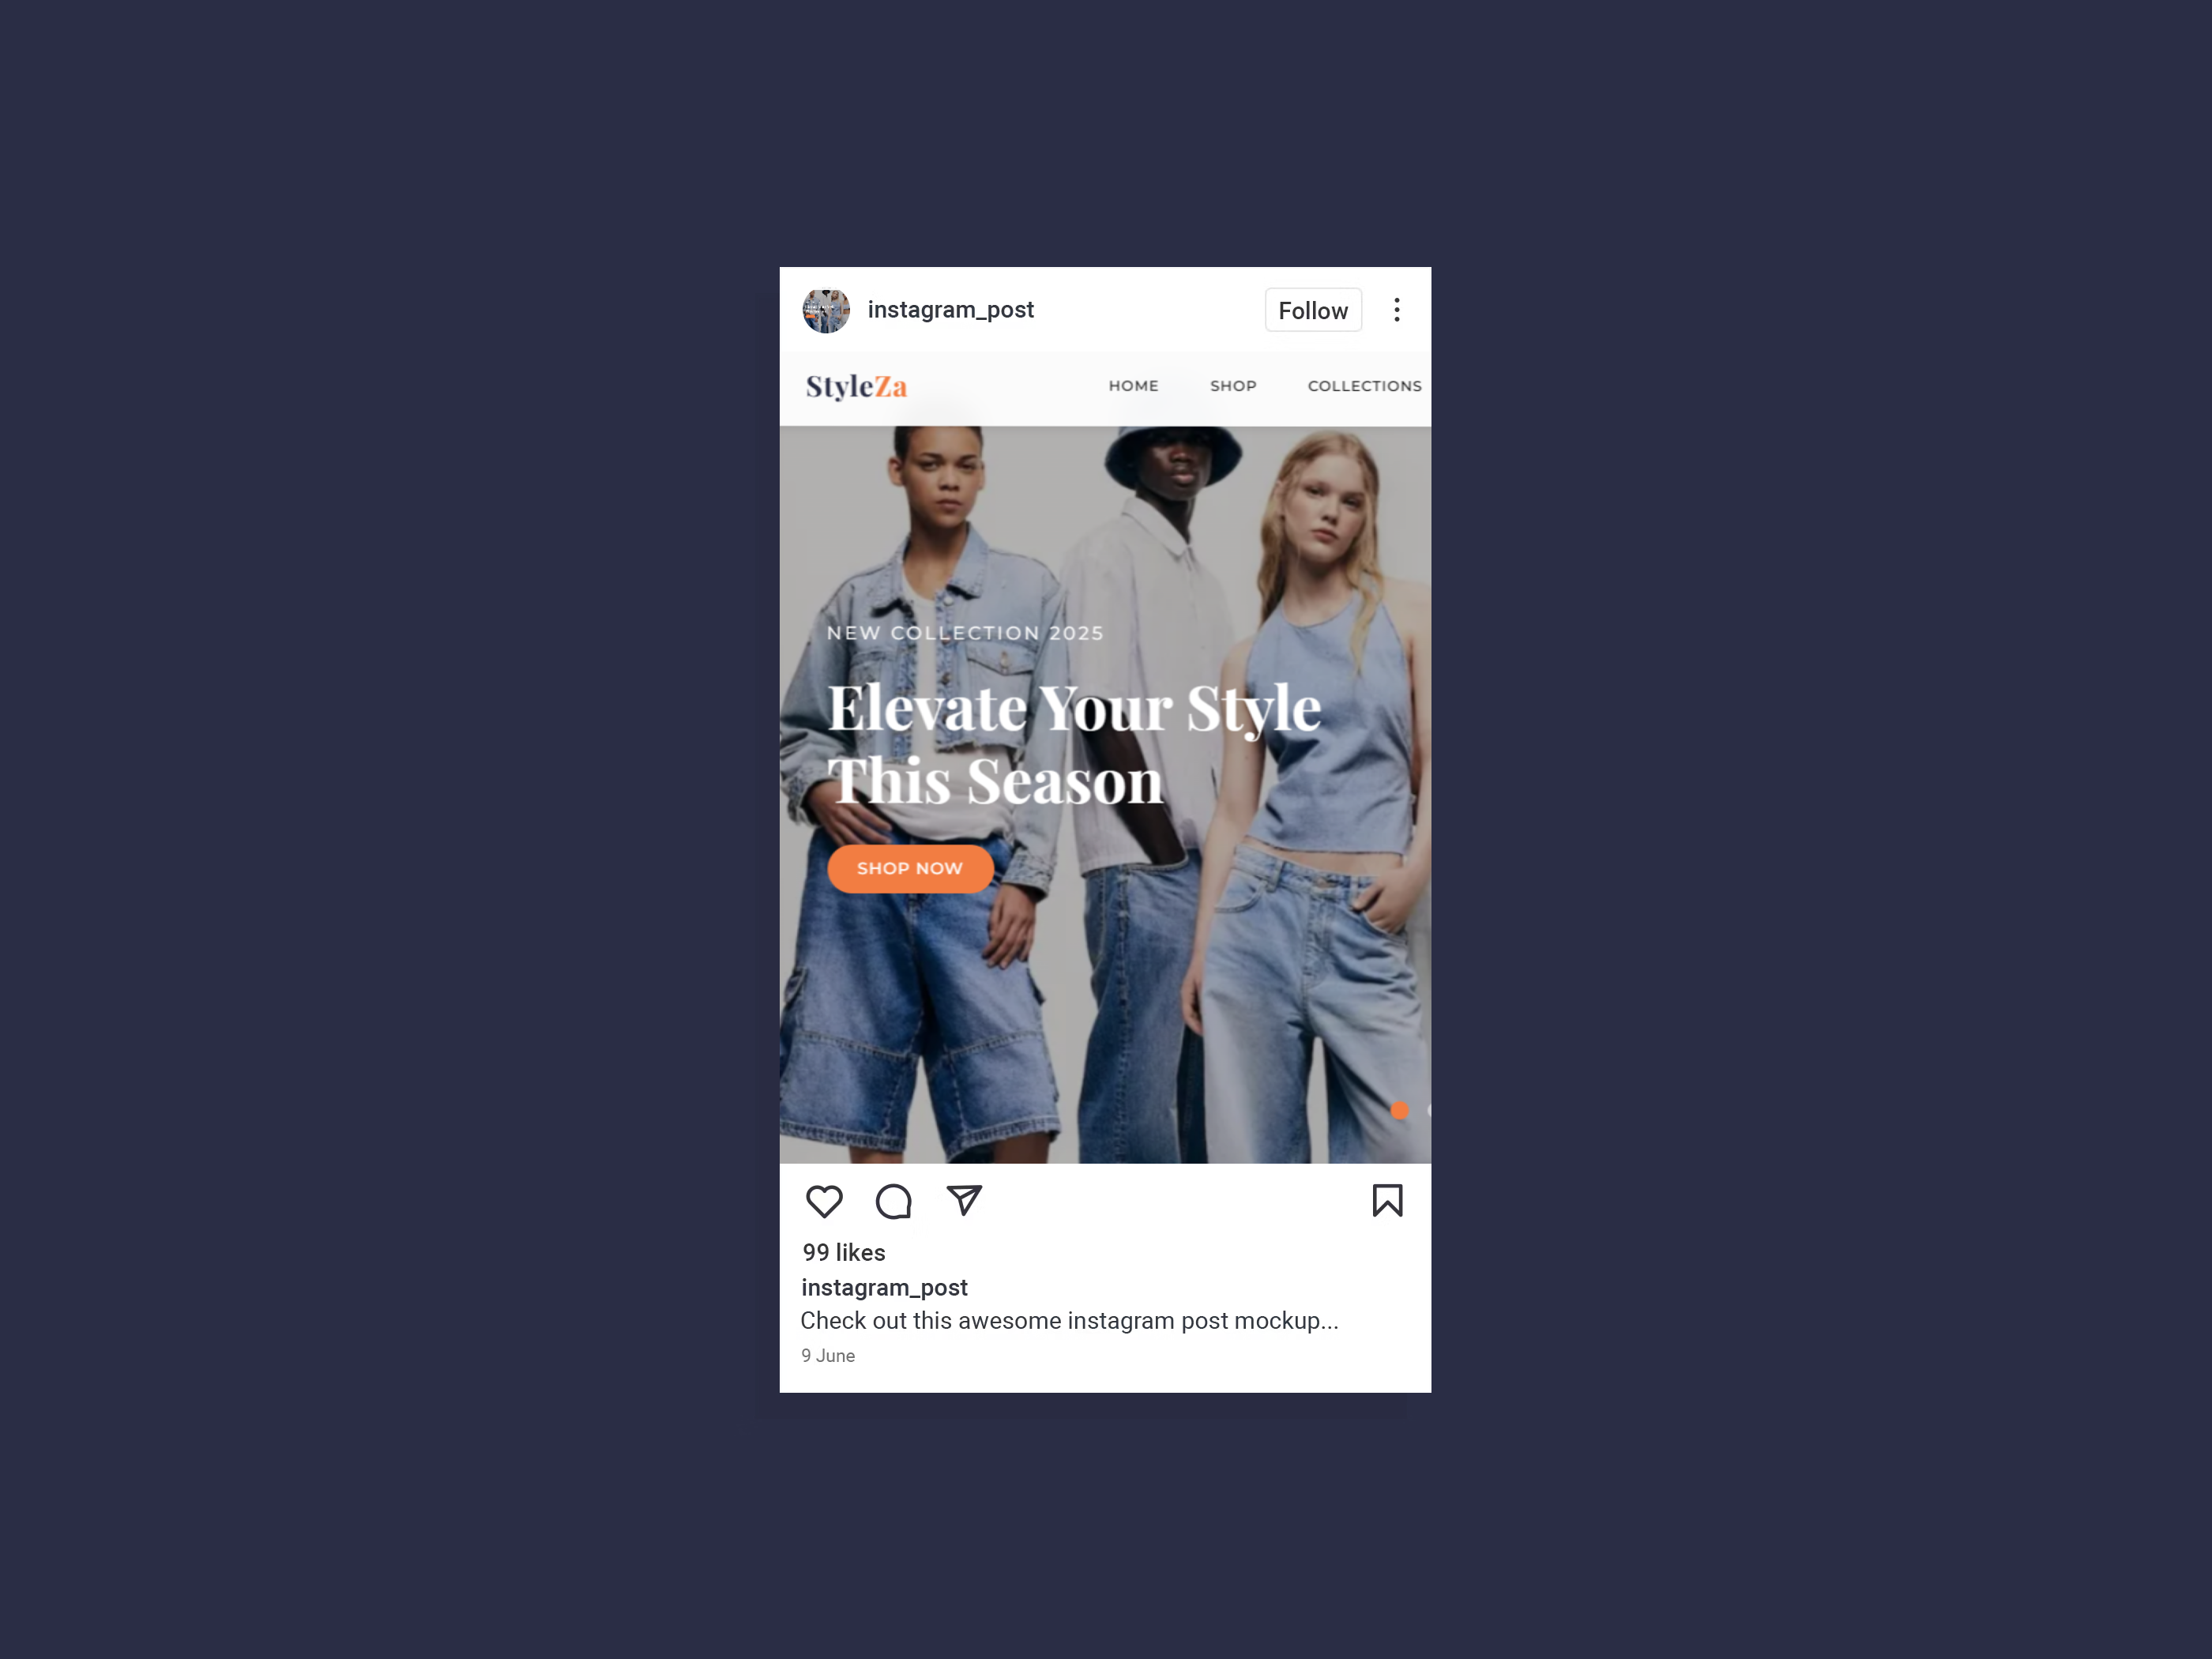 instagram_post
Follow
StyleZa
HOME
SHOP
COLLECTIONS
NEW COLLECTION 2025
Elevate Your Style
This Season
SHOP NOW
99 likes
instagram_post
Check out this awesome instagram post mockup...
9 June